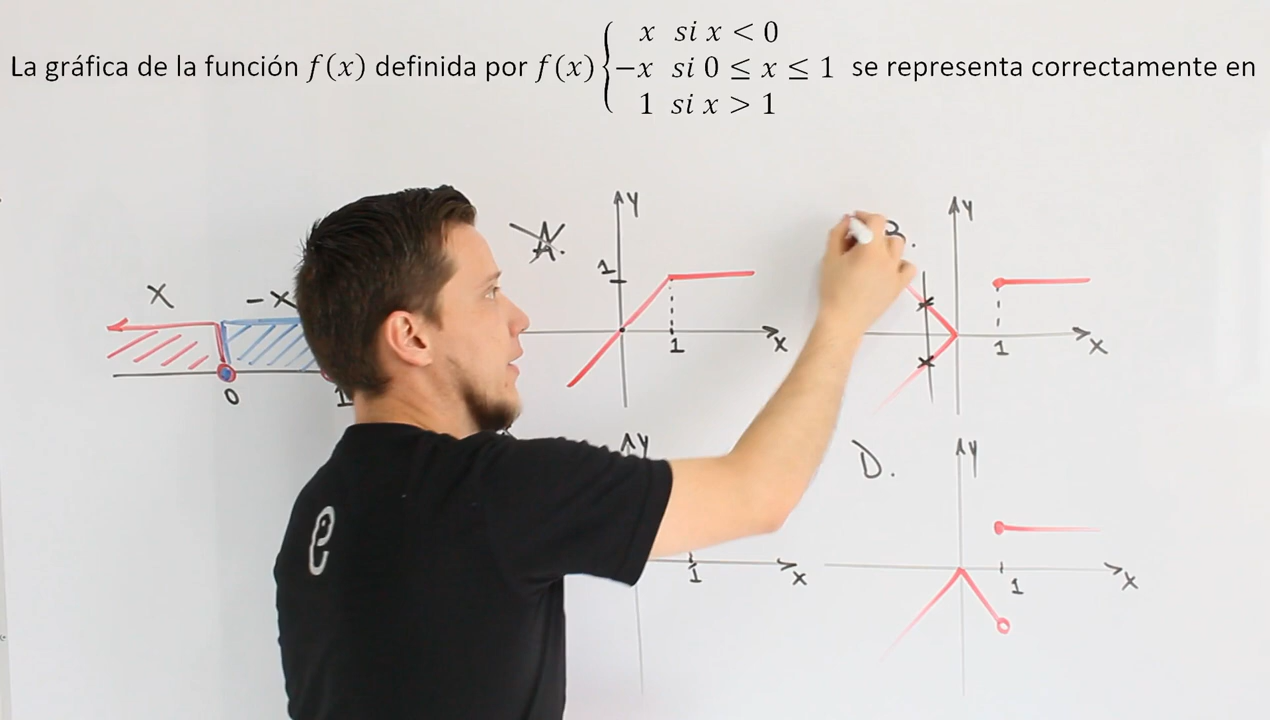 La gráfica de la función f(x) definida por f(x) { x si x < 0
−x si 0 ≤ x ≤ 1 se representa correctamente en
1 si x > 1
X −X
0 1
A. y
1
1 x
B. y
1 x
y
1 x
D. y
1 x
e